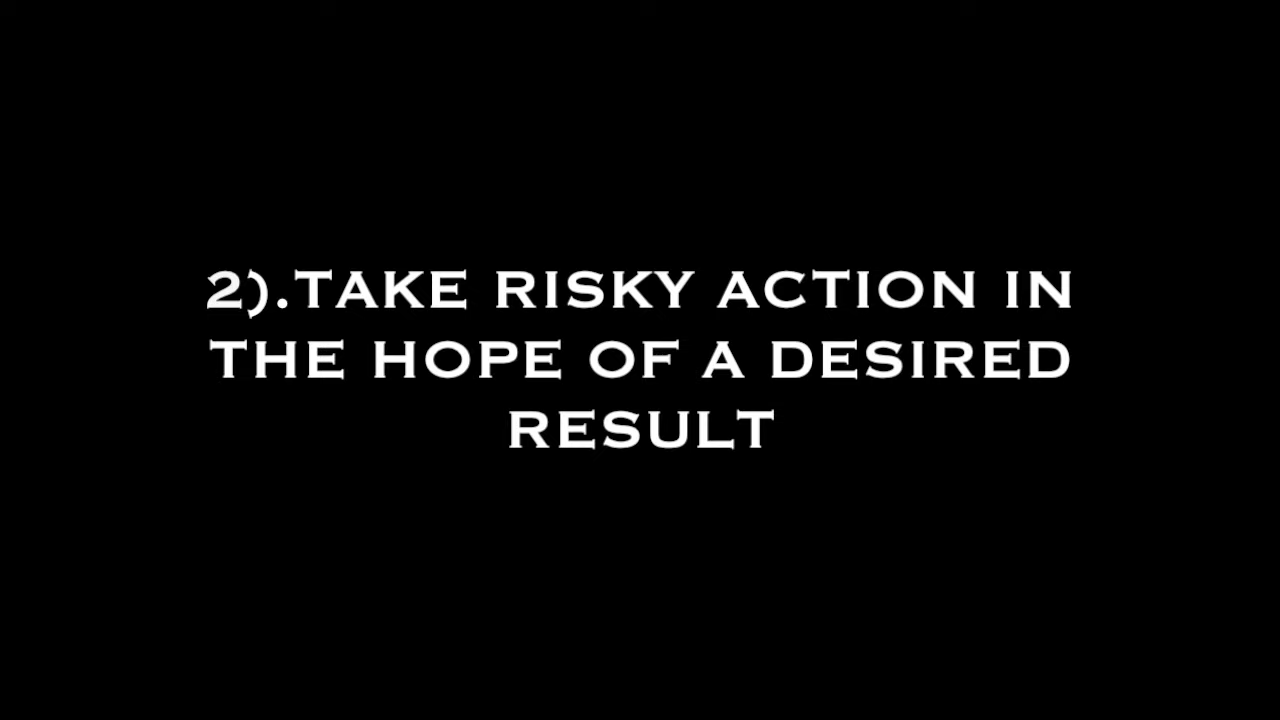 2).TAKE RISKY ACTION IN
THE HOPE OF A DESIRED
RESULT